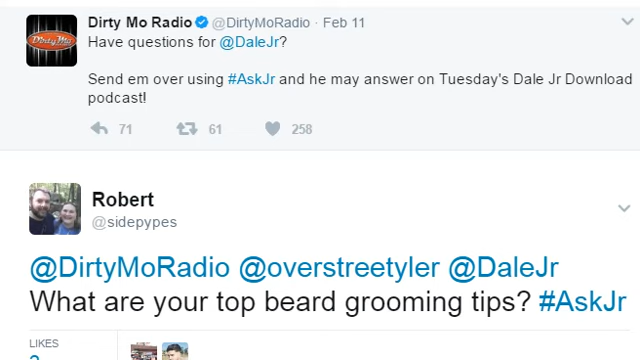 Dirty Mo Radio @DirtyMoRadio · Feb 11
Have questions for @DaleJr?
Send em over using #AskJr and he may answer on Tuesday's Dale Jr Download
podcast!
71 61 258
Robert
@sidepypes
@DirtyMoRadio @overstreetyler @DaleJr
What are your top beard grooming tips? #AskJr
LIKES